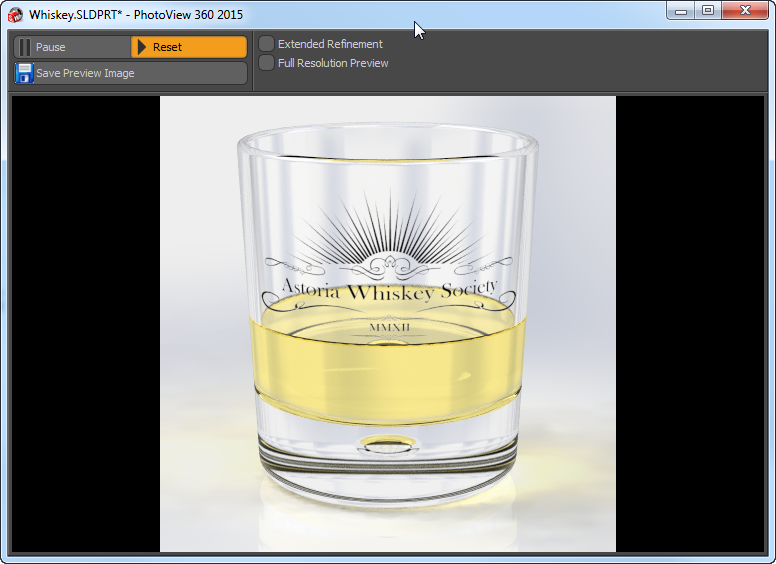 Whiskey.SLDPRT* - PhotoView 360 2015
Pause
Reset
Save Preview Image
Extended Refinement
Full Resolution Preview
Astoria Whiskey Society
MMXII